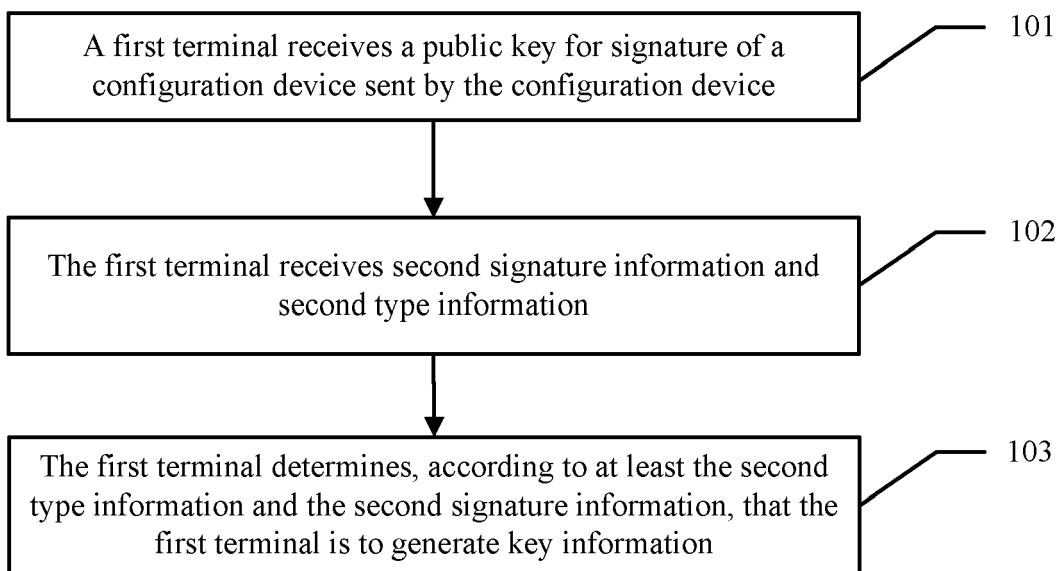 A first terminal receives a public key for signature of a
configuration device sent by the configuration device
101
The first terminal receives second signature information and
second type information
102
The first terminal determines, according to at least the second
type information and the second signature information, that the
first terminal is to generate key information
103